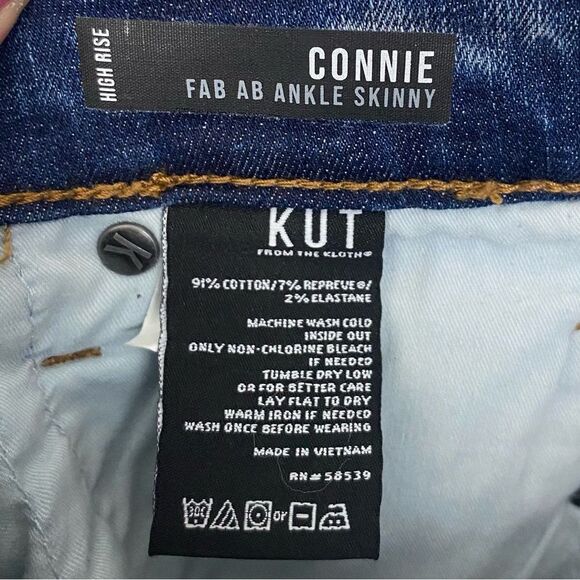 HIGH RISE
CONNIE
FAB AB ANKLE SKINNY
K
KUT
FROM THE KLOTH®
91% COTTON/7% REPREVE®/
2% ELASTANE
MACHINE WASH COLD
INSIDE OUT
ONLY NON-CHLORINE BLEACH
IF NEEDED
TUMBLE DRY LOW
OR FOR BETTER CARE
LAY FLAT TO DRY
WARM IRON IF NEEDED
WASH ONCE BEFORE WEARING
MADE IN VIETNAM
RN#58539
30C or